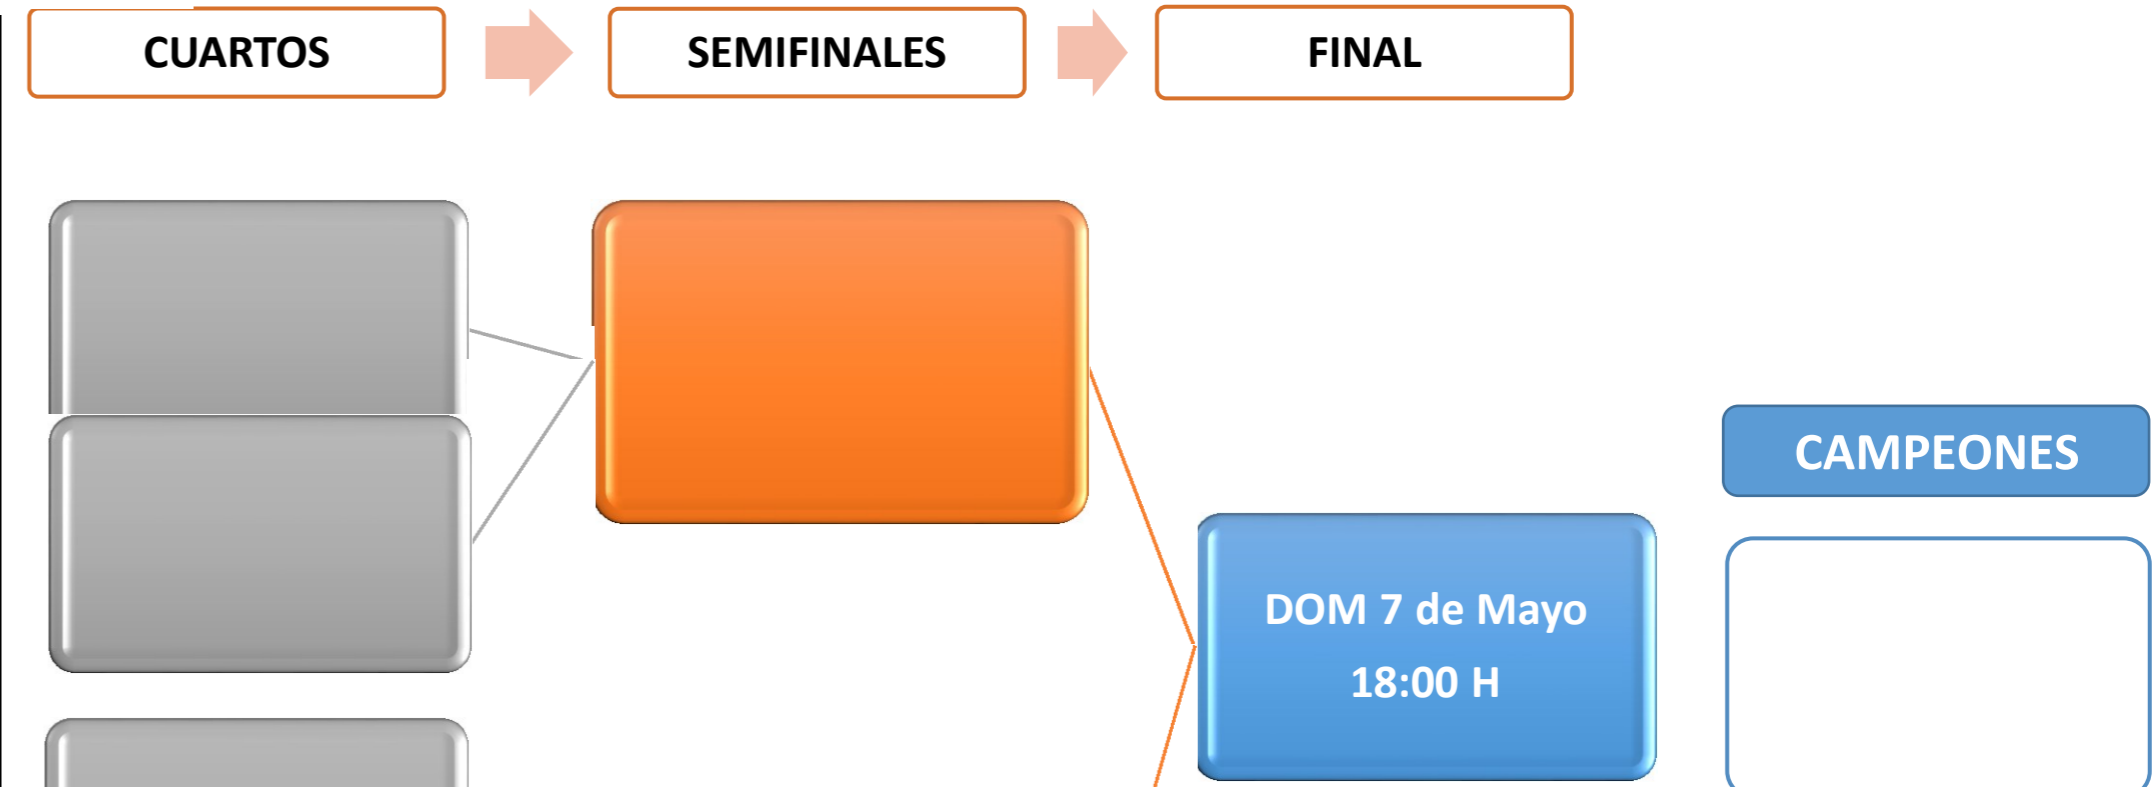 CUARTOS
SEMIFINALES
FINAL
CAMPEONES
DOM 7 de Mayo
18:00 H